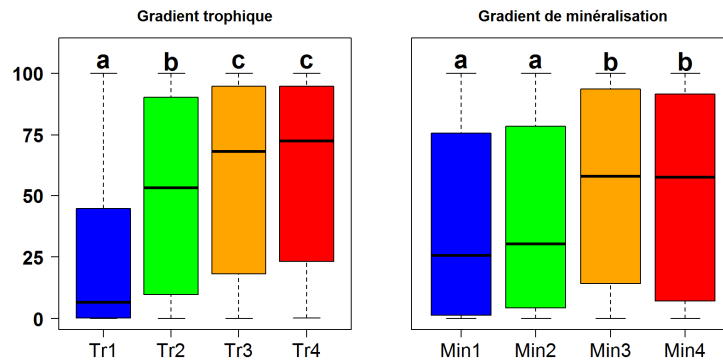 Gradient trophique
a b c c
100
75
50
25
0
Tr1 Tr2 Tr3 Tr4
Gradient de minéralisation
a a b b
Min1 Min2 Min3 Min4